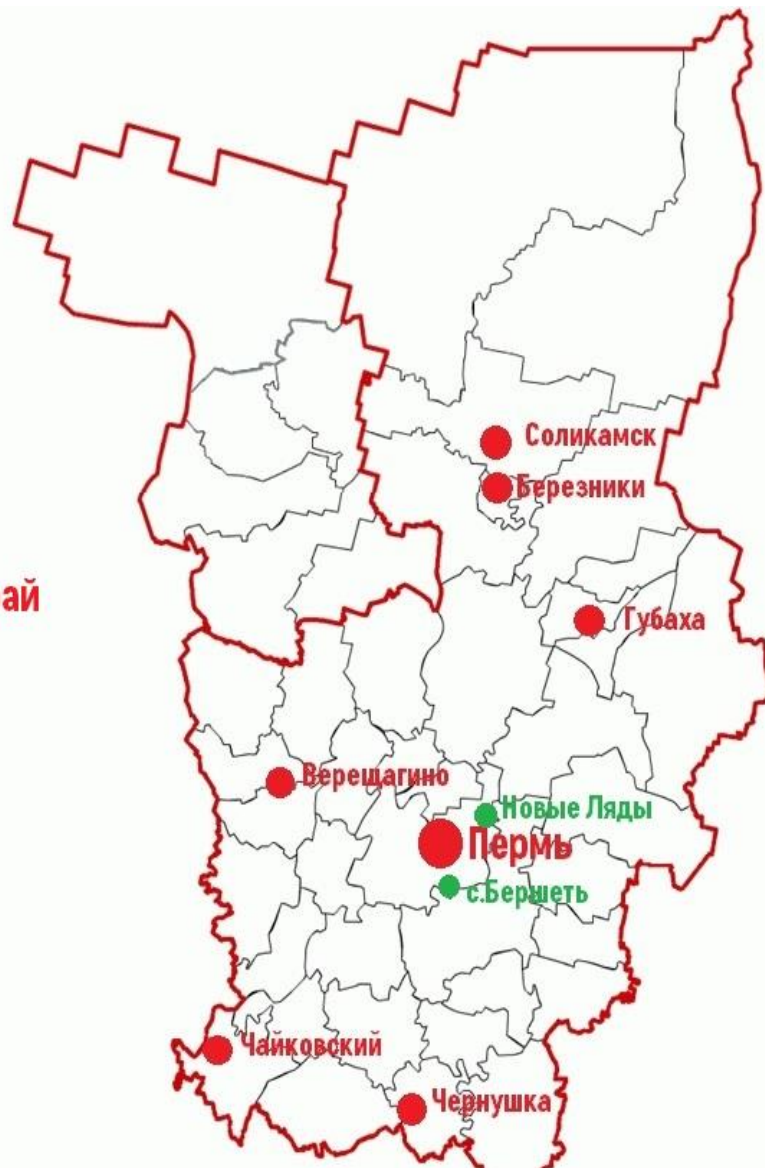 Соликамск
Березники
ай
Губаха
Верещагино
Новые Ляды
Пермь
с.Бершеть
Чайковский
Чернушка